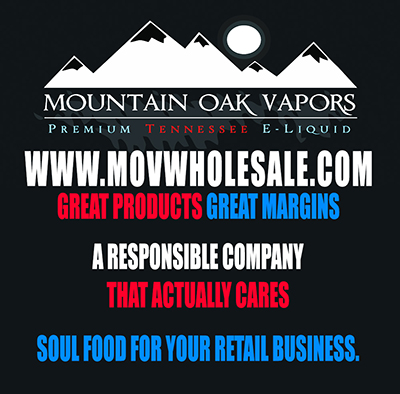 MOUNTAIN OAK VAPORS
PREMIUM TENNESSEE E-LIQUID
WWW.MOVWHOLESALE.COM
GREAT PRODUCTS GREAT MARGINS
A RESPONSIBLE COMPANY
THAT ACTUALLY CARES
SOUL FOOD FOR YOUR RETAIL BUSINESS.